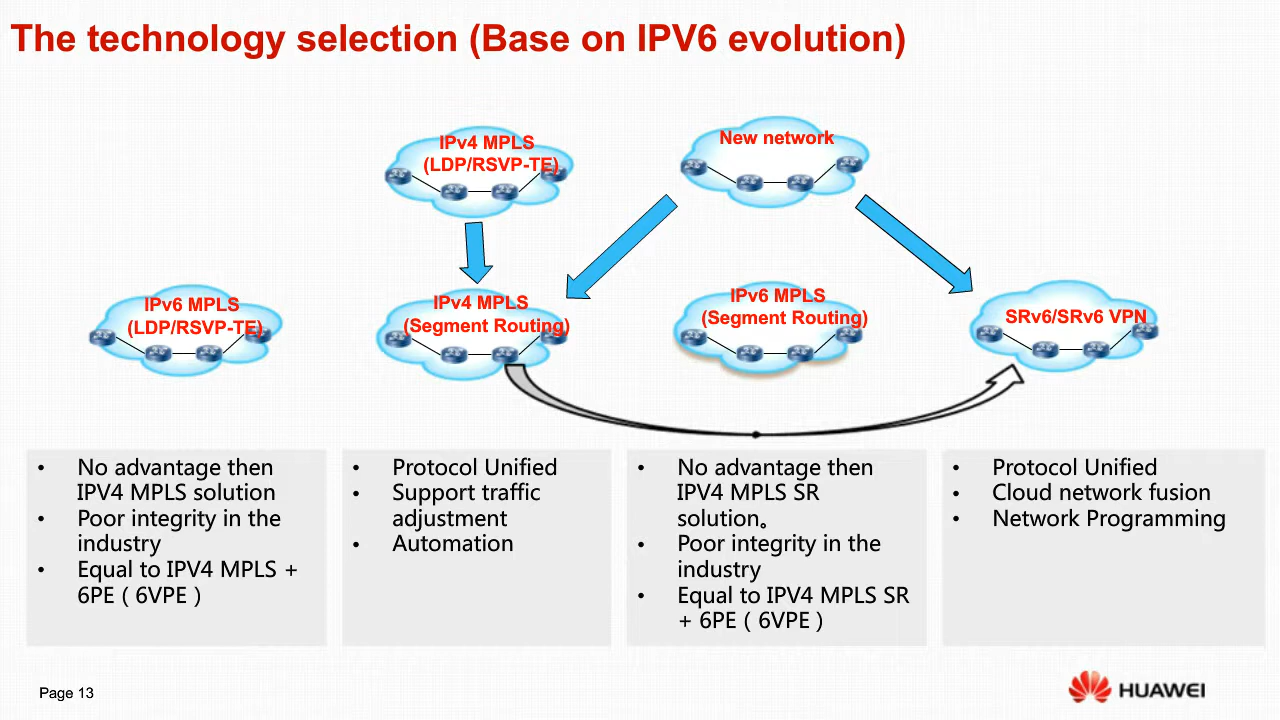 The technology selection (Base on IPV6 evolution)
IPv4 MPLS
(LDP/RSVP-TE)
New network
IPv6 MPLS
(LDP/RSVP-TE)
IPv4 MPLS
(Segment Routing)
IPv6 MPLS
(Segment Routing)
SRv6/SRv6 VPN
• No advantage then
IPV4 MPLS solution
• Poor integrity in the
industry
• Equal to IPV4 MPLS +
6PE ( 6VPE )
• Protocol Unified
• Support traffic
adjustment
• Automation
• No advantage then
IPV4 MPLS SR
solution。
• Poor integrity in the
industry
• Equal to IPV4 MPLS SR
+ 6PE ( 6VPE )
• Protocol Unified
• Cloud network fusion
• Network Programming
Page 13
HUAWEI